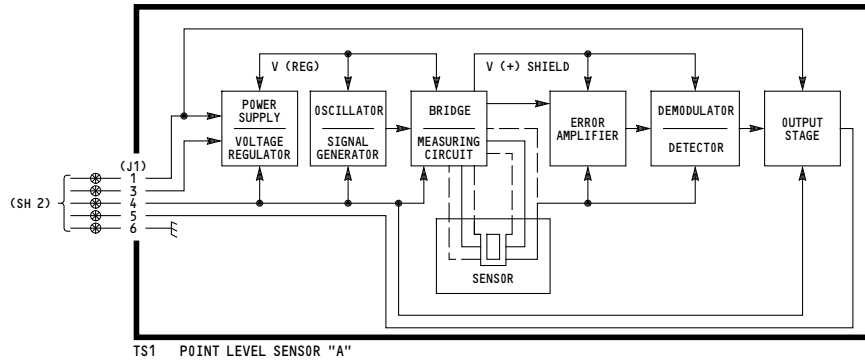 V (REG)
V (+) SHIELD
POWER
SUPPLY
VOLTAGE
REGULATOR
OSCILLATOR
SIGNAL
GENERATOR
BRIDGE
MEASURING
CIRCUIT
ERROR
AMPLIFIER
DEMODULATOR
DETECTOR
OUTPUT
STAGE
(J1)
1
3
(SH 2) 4
5
6
SENSOR
TS1 POINT LEVEL SENSOR "A"